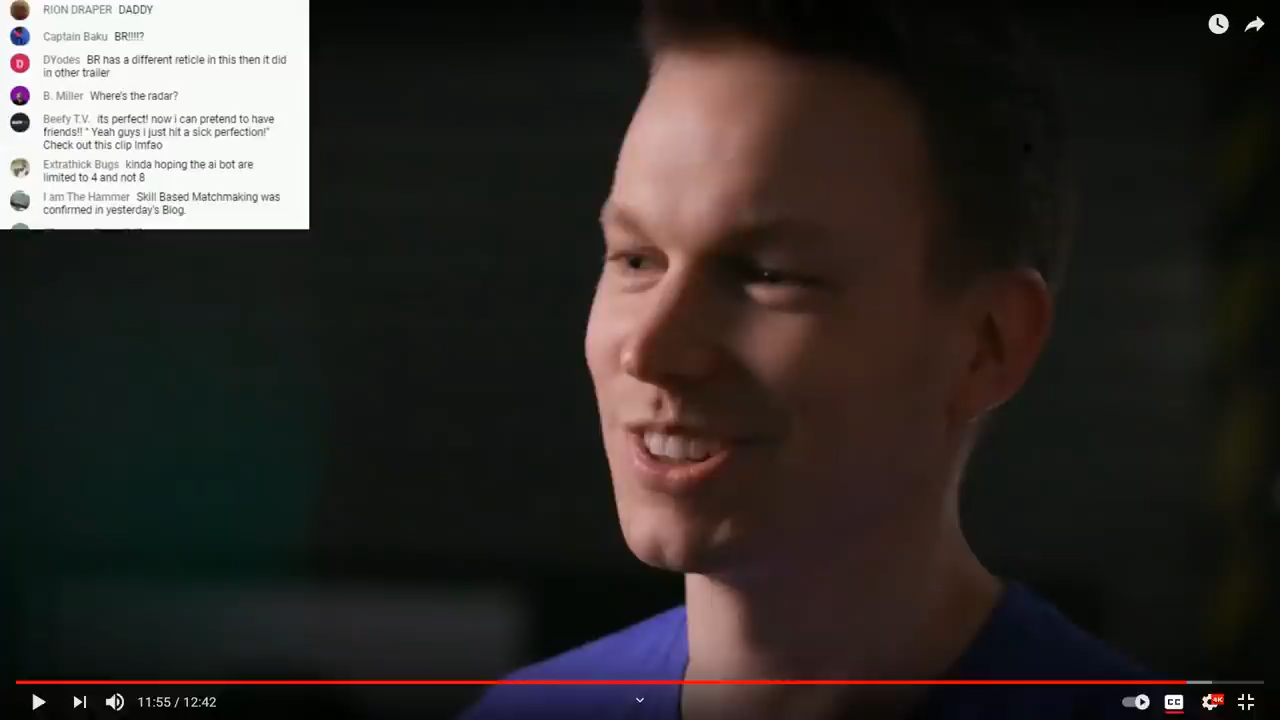 RION DRAPER DADDY
Captain Baku BR!!!!?
D
DYodes BR has a different reticle in this then it did
in other trailer
B. Miller Where's the radar?
Beefy T.V. its perfect! now i can pretend to have
friends!! " Yeah guys i just hit a sick perfection!"
Check out this clip lmfao
Extrathick Bugs kinda hoping the ai bot are
limited to 4 and not 8
I am The Hammer Skill Based Matchmaking was
confirmed in yesterday's Blog.
11:55 / 12:42
CC
4K